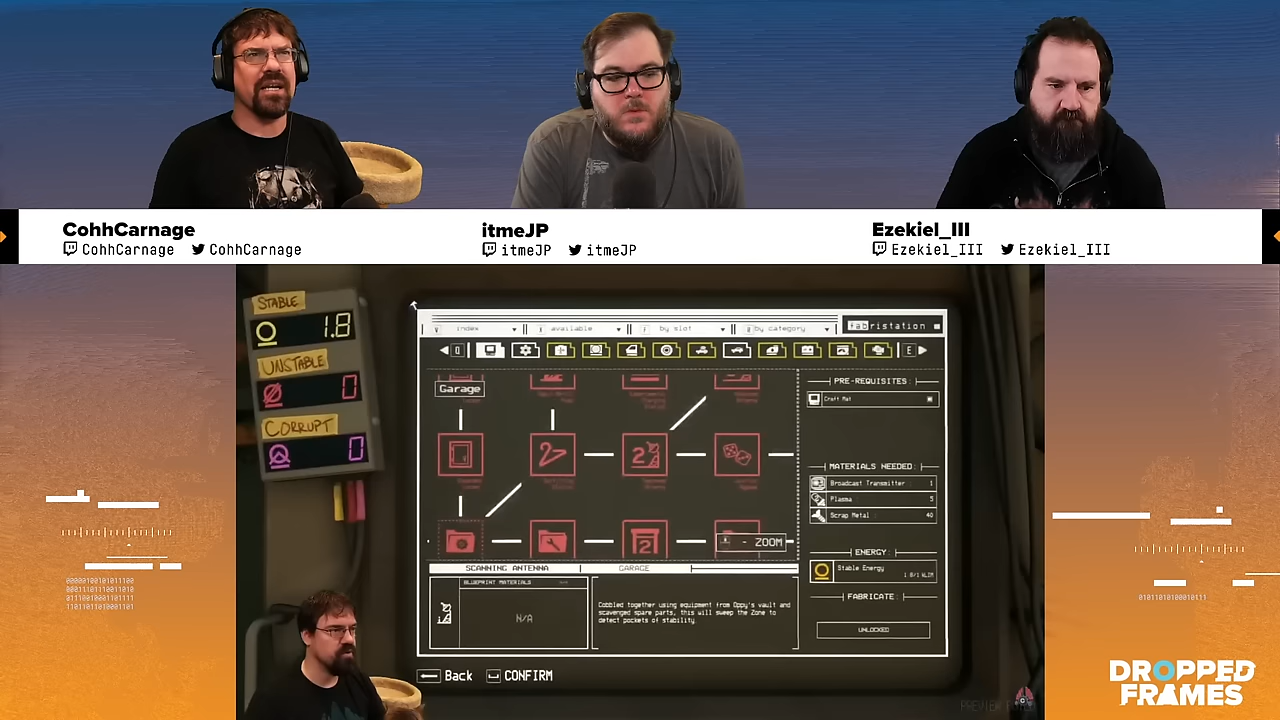 CohhCarnage
CohhCarnage CohhCarnage
itmeJP
itmeJP itmeJP
Ezekiel_III
Ezekiel_III Ezekiel_III
STABLE
1.8
UNSTABLE
0
CORRUPT
0
index
available
by slot
by category
fabristation
Q
E
Garage
2
2
- ZOOM
PRE-REQUISITES:
Craft Mat
MATERIALS NEEDED:
Broadcast Transmitter 1
Plasma 5
Scrap Metal 40
ENERGY:
Stable Energy
FABRICATE:
UNLOCKED
SCANNING ANTENNA
GARAGE
BLUEPRINT MATERIALS
N/A
Cobbled together using equipment from Oppy's vault and
scavenged spare parts, this will sweep the Zone to
detect pockets of stability.
Back
CONFIRM
DROPPED
FRAMES